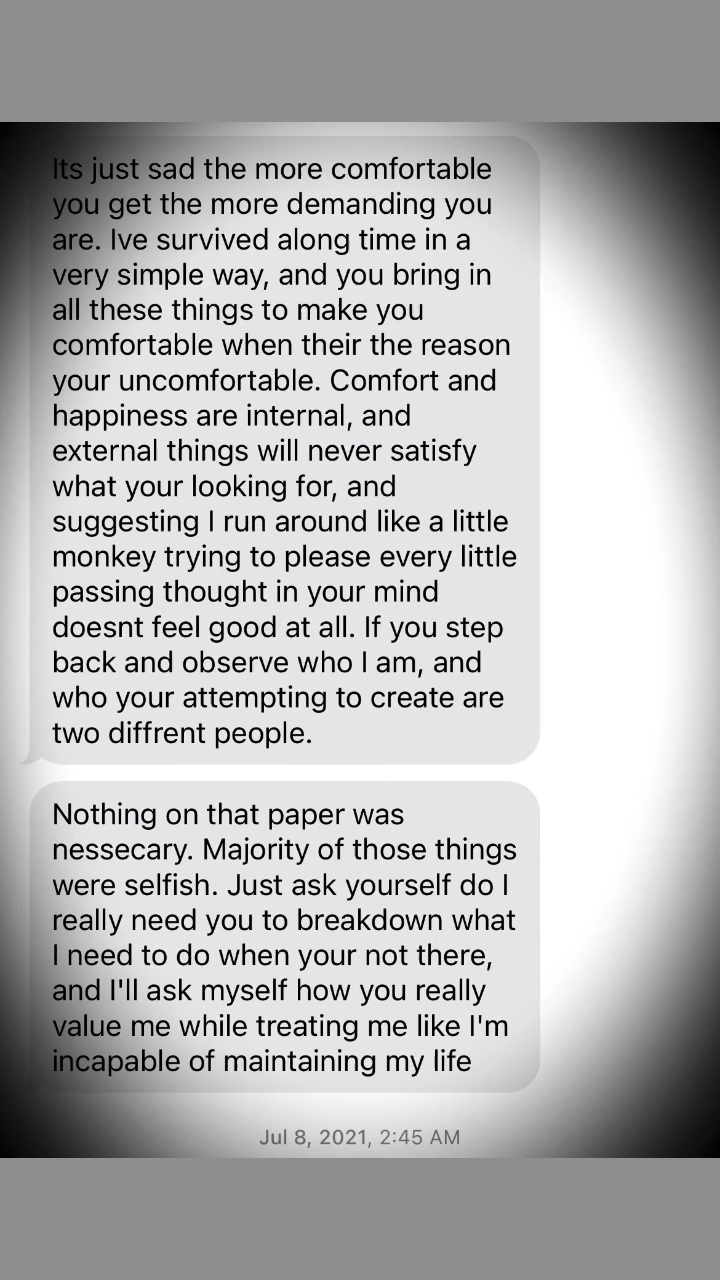 Its just sad the more comfortable
you get the more demanding you
are. Ive survived along time in a
very simple way, and you bring in
all these things to make you
comfortable when their the reason
your uncomfortable. Comfort and
happiness are internal, and
external things will never satisfy
what your looking for, and
suggesting I run around like a little
monkey trying to please every little
passing thought in your mind
doesnt feel good at all. If you step
back and observe who I am, and
who your attempting to create are
two diffrent people.
Nothing on that paper was
nessecary. Majority of those things
were selfish. Just ask yourself do I
really need you to breakdown what
I need to do when your not there,
and I'll ask myself how you really
value me while treating me like I'm
incapable of maintaining my life
Jul 8, 2021, 2:45 AM